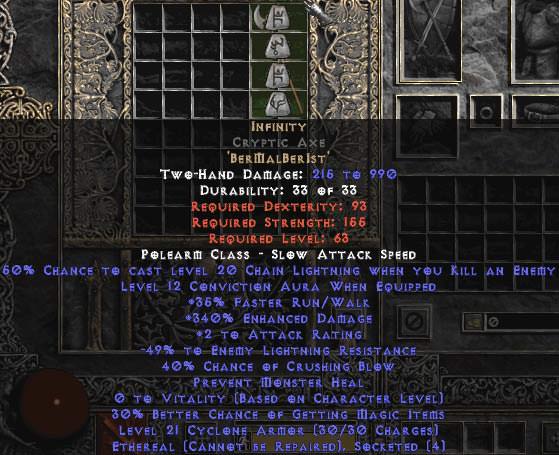 Infinity
Cryptic Axe
'BerMalBerIst'
Two-Hand Damage: 215 to 990
Durability: 33 of 33
Required Dexterity: 93
Required Strength: 155
Required Level: 63
Polearm Class - Slow Attack Speed
50% Chance to cast level 20 Chain Lightning when you Kill an Enemy
Level 12 Conviction Aura When Equipped
+35% Faster Run/Walk
+340% Enhanced Damage
+2 to Attack Rating
-49% to Enemy Lightning Resistance
40% Chance of Crushing Blow
Prevent Monster Heal
0 to Vitality (Based on Character Level)
30% Better Chance of Getting Magic Items
Level 21 Cyclone Armor (30/30 Charges)
Ethereal (Cannot be Repaired), Socketed (4)
0